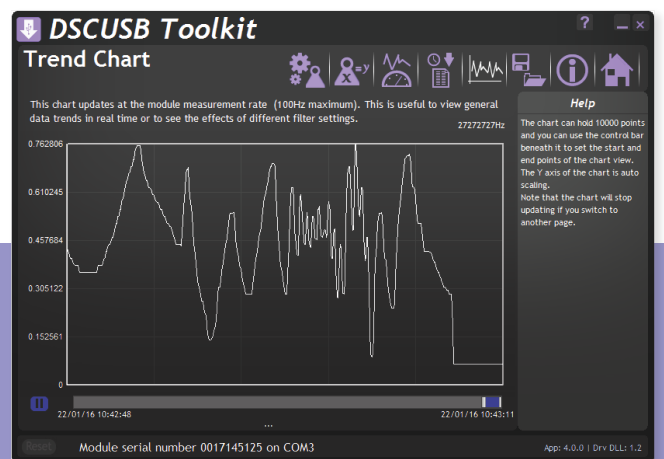 DSCUSB Toolkit
?
Trend Chart
=y
This chart updates at the module measurement rate (100Hz maximum). This is useful to view general
data trends in real time or to see the effects of different filter settings.
27272727Hz
0.762806
0.610245
0.457684
0.305122
0.152561
0
22/01/16 10:42:48
22/01/16 10:43:11
...
Help
The chart can hold 10000 points
and you can use the control bar
beneath it to set the start and
end points of the chart view.
The Y axis of the chart is auto
scaling.
Note that the chart will stop
updating if you switch to
another page.
Reset
Module serial number 0017145125 on COM3
App: 4.0.0 | Drv DLL: 1.2